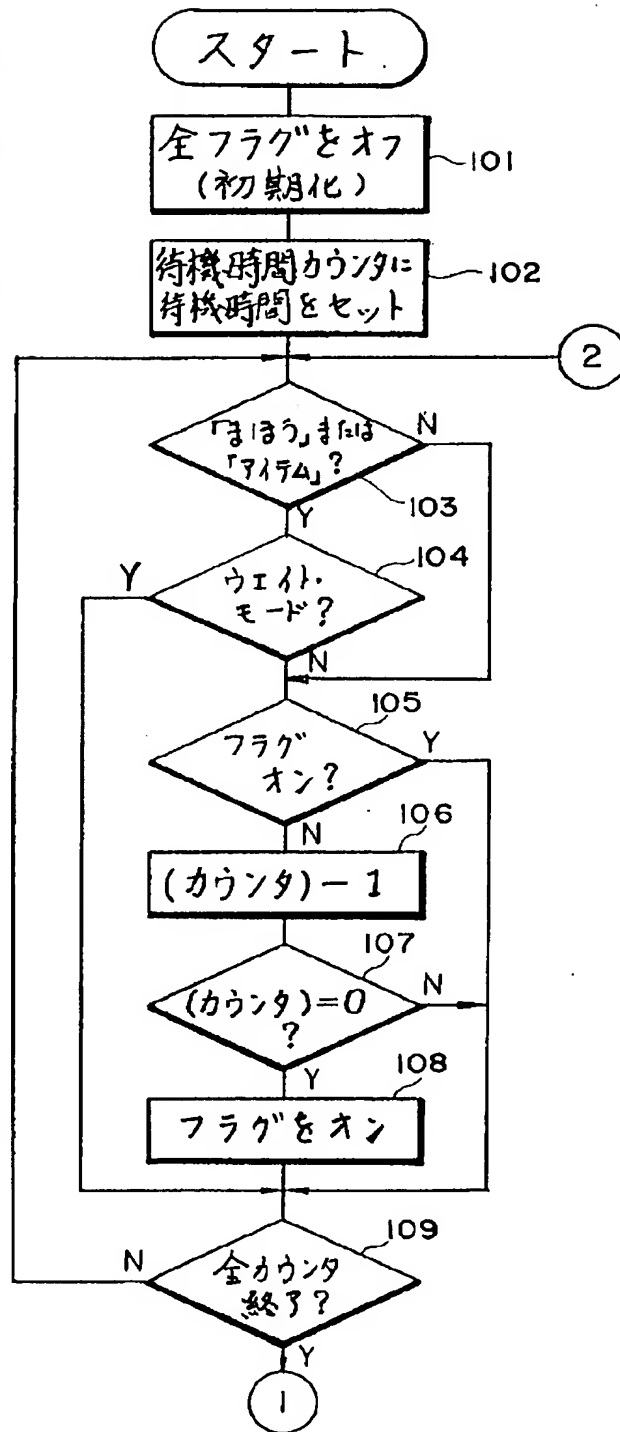 スタート
全フラグをオフ
(初期化)
101
待機時間カウンタに
待機時間をセット
102
2
「まほう」または
「アイテム」?
N
103
Y
104
ウエイト・
モード?
Y
N
105
フラグ
オン?
Y
N
106
(カウンタ)-1
107
(カウンタ)=0
?
N
Y
108
フラグをオン
109
全カウンタ
終了?
N
Y
1